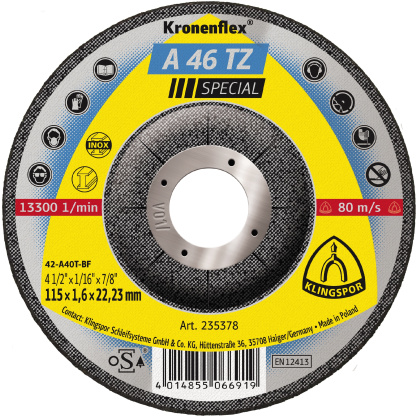 Kronenflex®
A 46 TZ
SPECIAL
INOX
13300 1/min
80 m/s
42-A40T-BF
4 1/2"x 1/16"x 7/8"
115 x 1,6 x 22,23 mm
KLINGSPOR
Contact: Klingspor Schleifsysteme GmbH & Co. KG, Hüttenstraße 36, 35708 Haiger/Germany • Made in Poland
Art. 235378
oSa
EN 12413
4 014855 066919